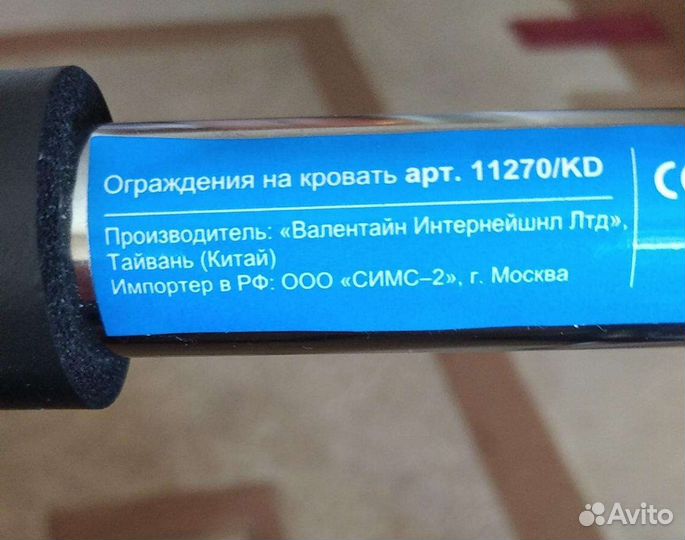 Ограждения на кровать арт. 11270/KD
Производитель: «Валентайн Интернейшнл Лтд»,
Тайвань (Китай)
Импортер в РФ: ООО «СИМС–2», г. Москва
CE
Avito